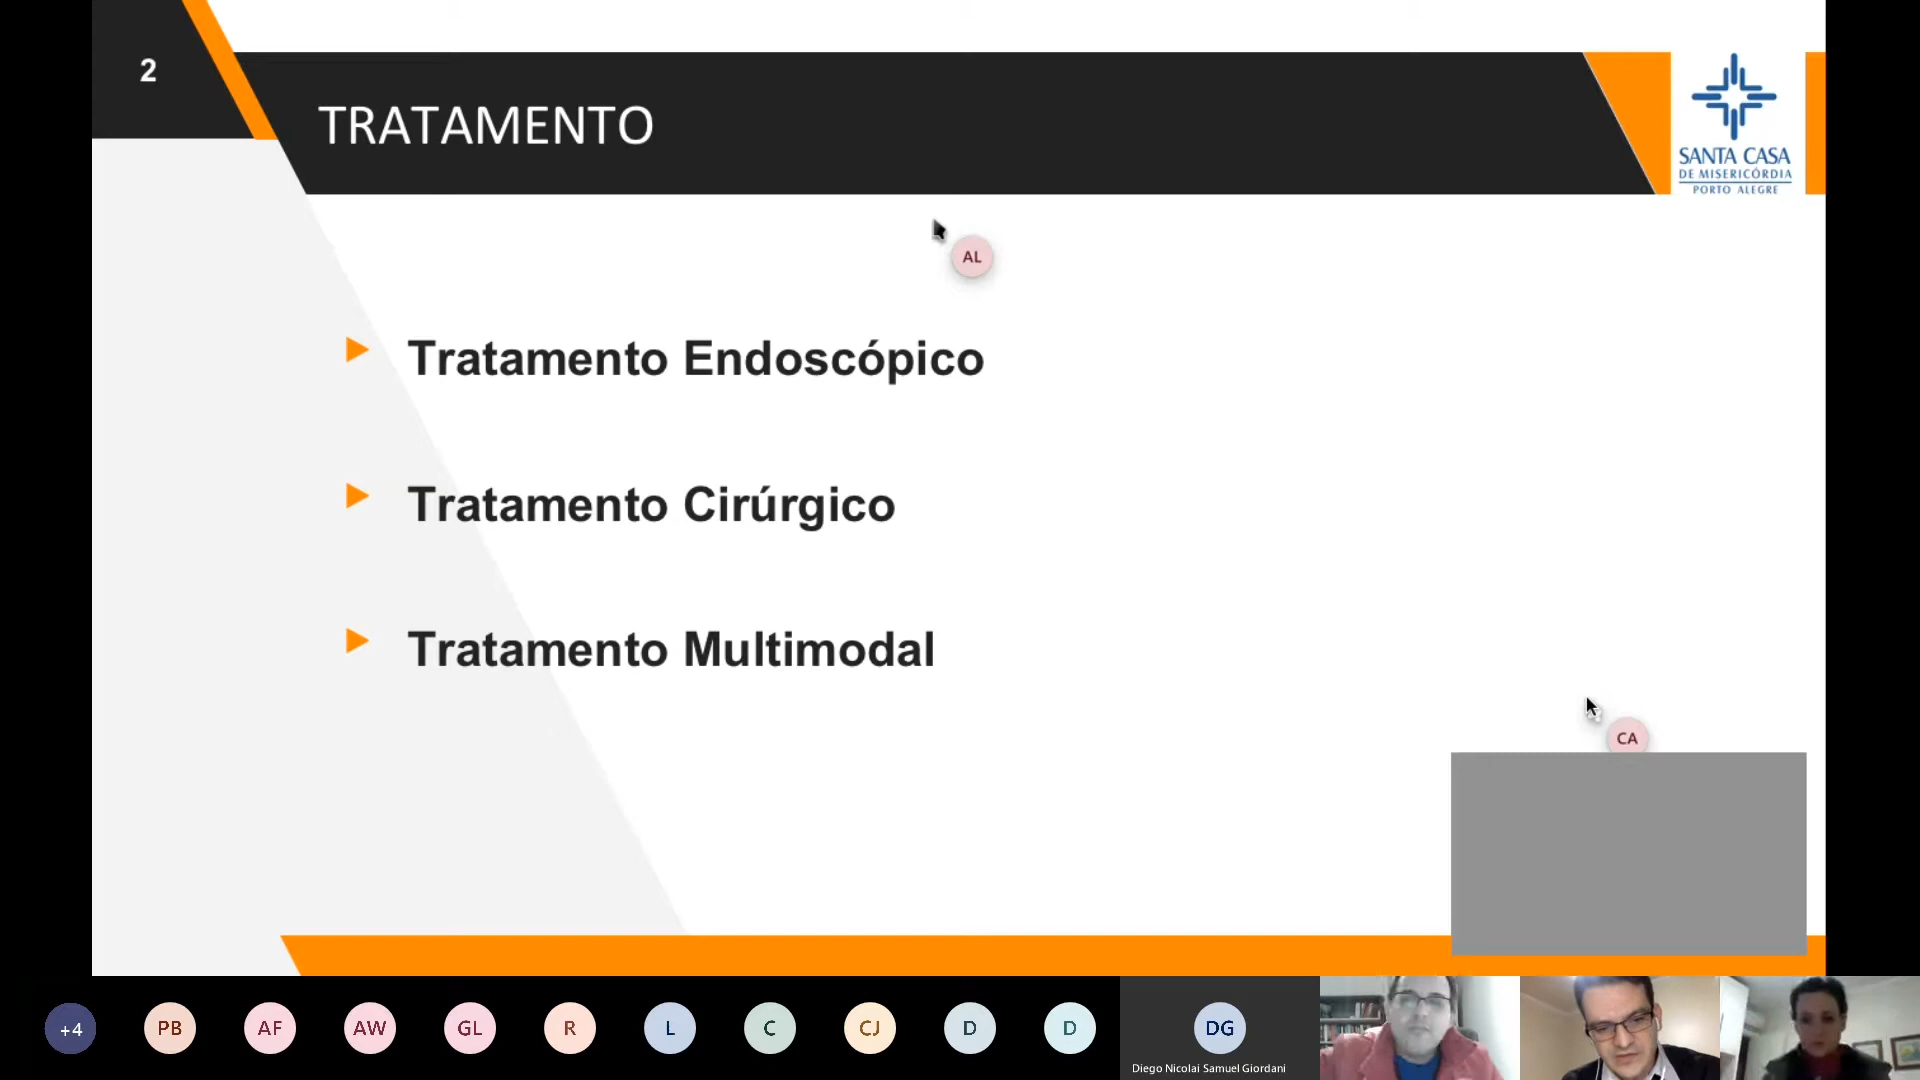 2
TRATAMENTO
SANTA CASA
DE MISERICÓRDIA
PORTO ALEGRE
AL
Tratamento Endoscópico
Tratamento Cirúrgico
Tratamento Multimodal
CA
+4
PB
AF
AW
GL
R
L
C
CJ
D
D
DG
Diego Nicolai Samuel Giordani